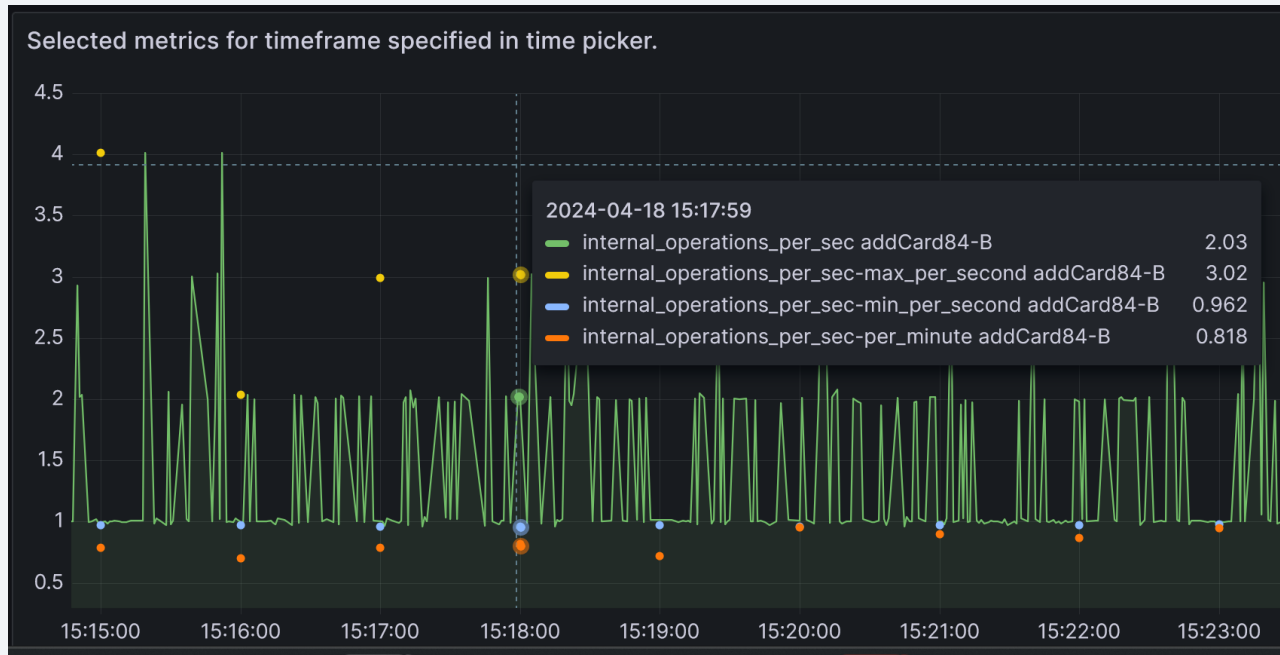 Selected metrics for timeframe specified in time picker.
4.5
4
3.5
3
2.5
2
1.5
1
0.5
2024-04-18 15:17:59
internal_operations_per_sec addCard84-B 2.03
internal_operations_per_sec-max_per_second addCard84-B 3.02
internal_operations_per_sec-min_per_second addCard84-B 0.962
internal_operations_per_sec-per_minute addCard84-B 0.818
15:15:00 15:16:00 15:17:00 15:18:00 15:19:00 15:20:00 15:21:00 15:22:00 15:23:00